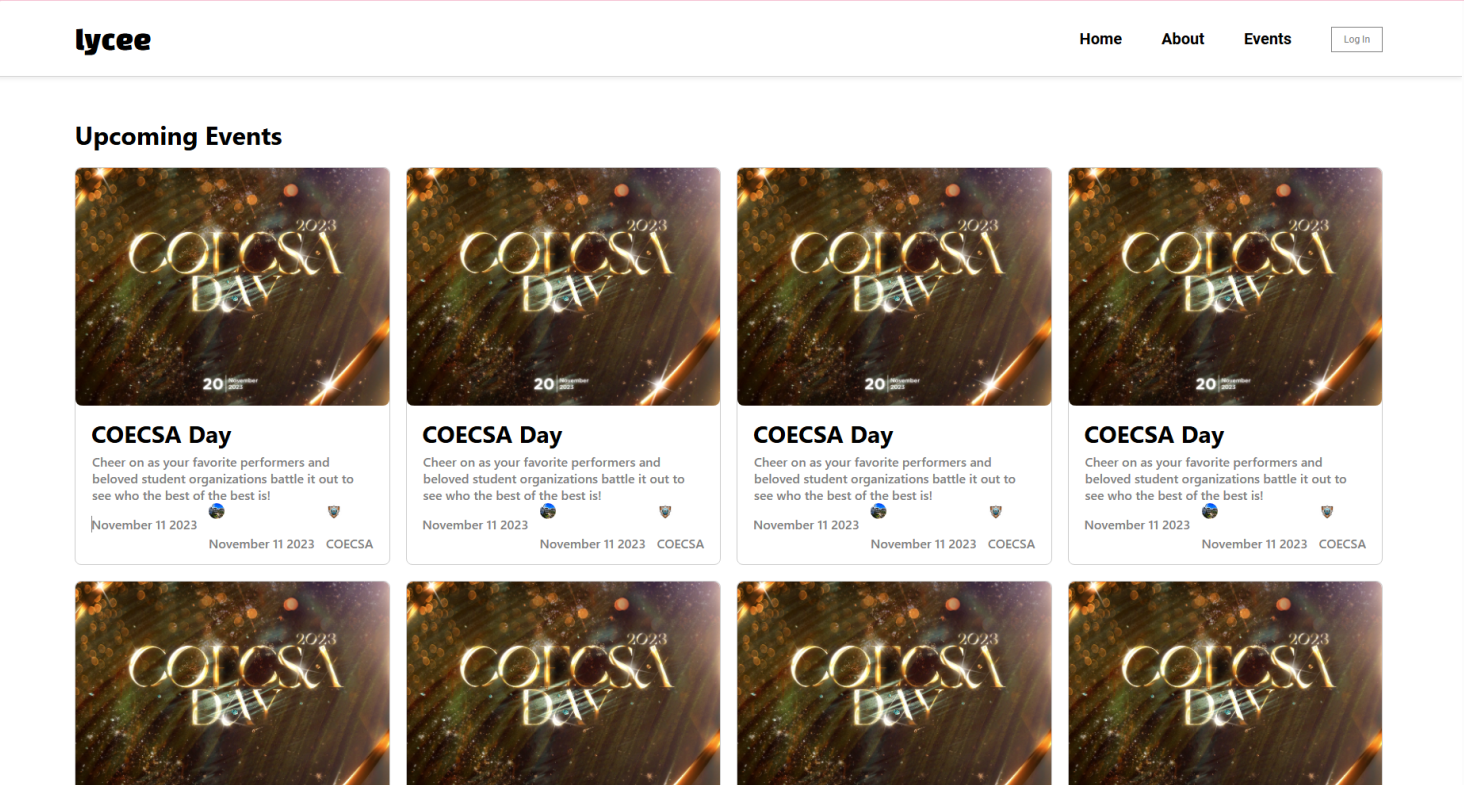 lycee
Home About Events Log In
Upcoming Events
2023 2023 2023 2023
COECSA COECSA COECSA COECSA
DAY DAY DAY DAY
20 November 20 November 20 November 20 November
2023 2023 2023 2023
COECSA Day COECSA Day COECSA Day COECSA Day
Cheer on as your favorite performers and Cheer on as your favorite performers and Cheer on as your favorite performers and Cheer on as your favorite performers and
beloved student organizations battle it out to beloved student organizations battle it out to beloved student organizations battle it out to beloved student organizations battle it out to
see who the best of the best is! see who the best of the best is! see who the best of the best is! see who the best of the best is!
November 11 2023 November 11 2023 November 11 2023 November 11 2023
November 11 2023 COECSA November 11 2023 COECSA November 11 2023 COECSA November 11 2023 COECSA
2023 2023 2023 2023
COECSA COECSA COECSA COECSA
DAY DAY DAY DAY